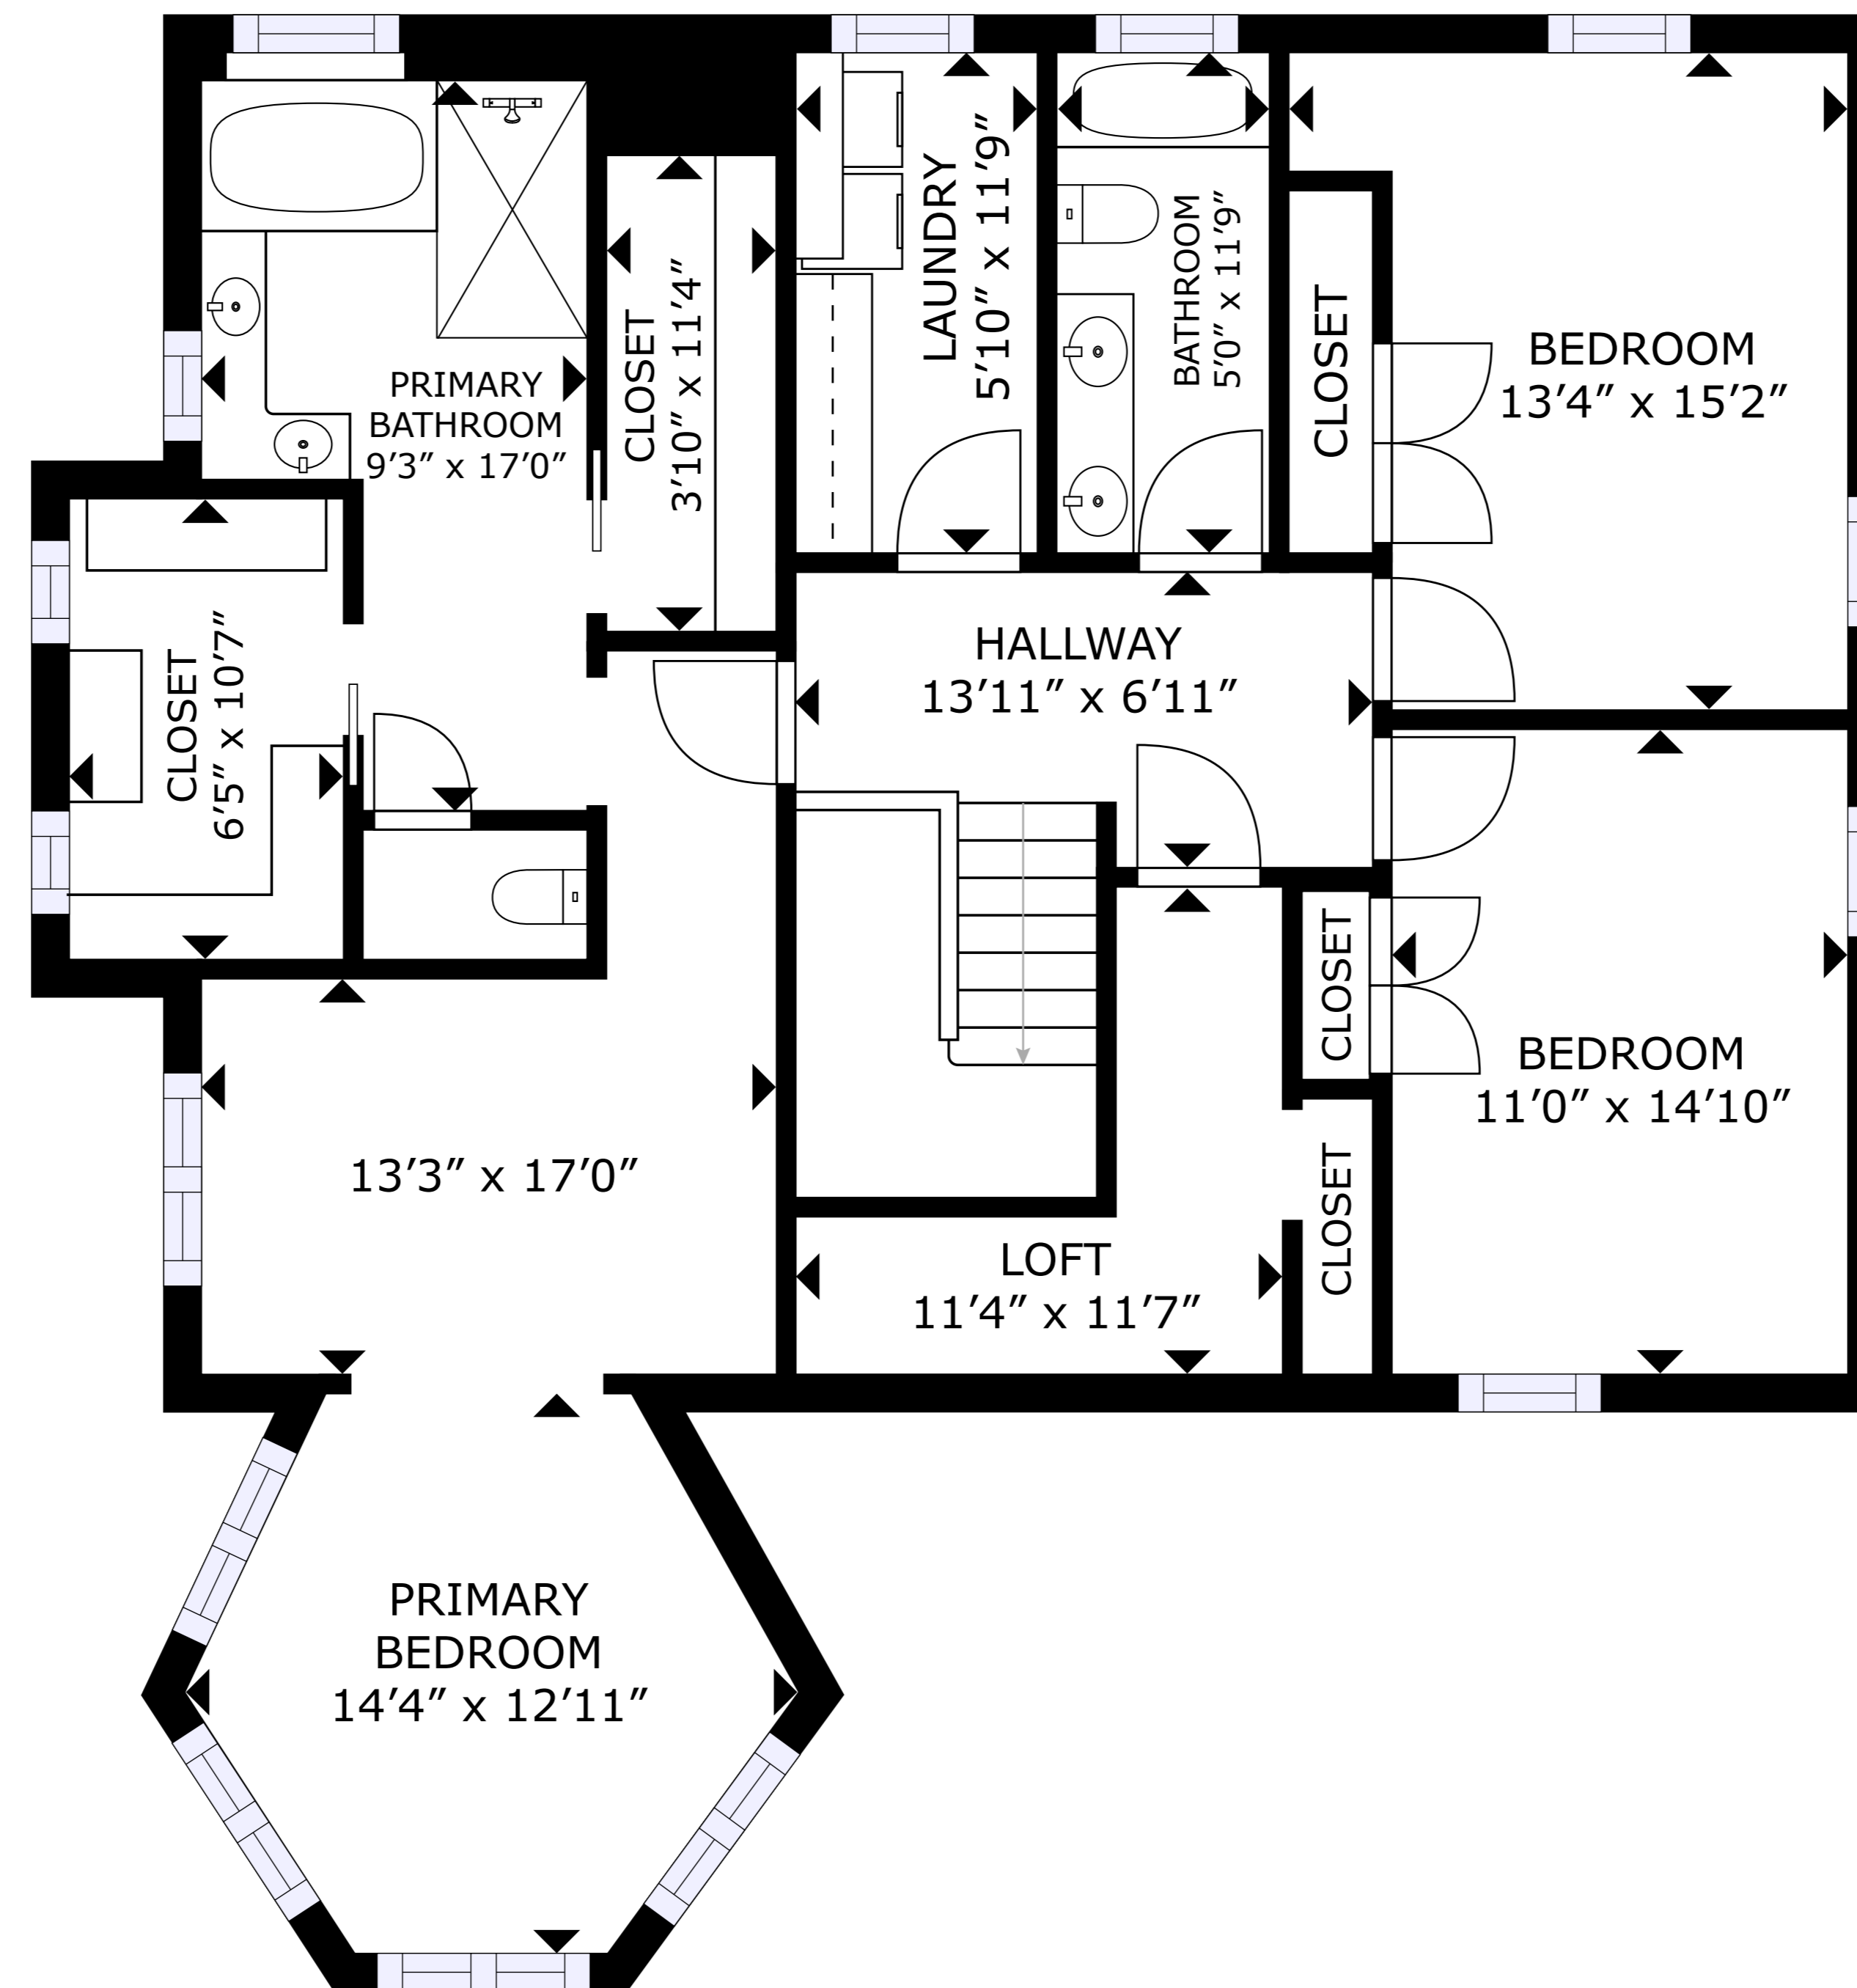 PRIMARY
BATHROOM
9′3″ x 17′0″
CLOSET
3′10″ x 11′4″
LAUNDRY
5′10″ x 11′9″
BATHROOM
5′0″ x 11′9″
CLOSET
BEDROOM
13′4″ x 15′2″
CLOSET
6′5″ x 10′7″
HALLWAY
13′11″ x 6′11″
CLOSET
BEDROOM
11′0″ x 14′10″
13′3″ x 17′0″
CLOSET
LOFT
11′4″ x 11′7″
PRIMARY
BEDROOM
14′4″ x 12′11″